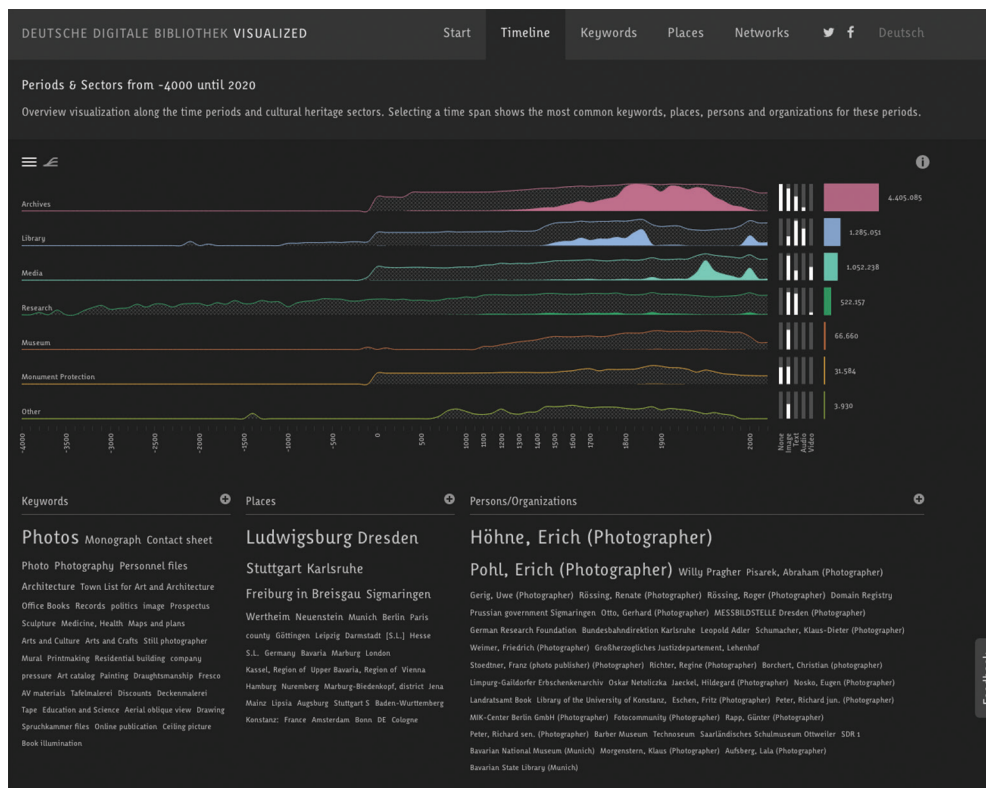 DEUTSCHE DIGITALE BIBLIOTHEK VISUALIZED
Start Timeline Keywords Places Networks Deutsch
Periods & Sectors from -4000 until 2020
Overview visualization along the time periods and cultural heritage sectors. Selecting a time span shows the most common keywords, places, persons and organizations for these periods.
Archives 4.405.085
Library 1.285.051
Media 1.052.238
Research 522.157
Museum 66.660
Monument Protection 31.584
Other 3.930
-4000 -3500 -3000 -2500 -2000 -1500 -1000 -500 0 500 1000 1100 1200 1300 1400 1500 1600 1700 1800 1900 2000 None Image Text Audio Video
Keywords
Photos Monograph Contact sheet
Photo Photography Personnel files
Architecture Town List for Art and Architecture
Office Books Records politics image Prospectus
Sculpture Medicine, Health Maps and plans
Arts and Culture Arts and Crafts Still photographer
Mural Printmaking Residential building company
pressure Art catalog Painting Draughtsmanship Fresco
AV materials Tafelmalerei Discounts Deckenmalerei
Tape Education and Science Aerial oblique view Drawing
Spruchkammer files Online publication Ceiling picture
Book illumination
Places
Ludwigsburg Dresden
Stuttgart Karlsruhe
Freiburg in Breisgau Sigmaringen
Wertheim Neuenstein Munich Berlin Paris
county Göttingen Leipzig Darmstadt [S.L.] Hesse
S.L. Germany Bavaria Marburg London
Kassel, Region of Upper Bavaria, Region of Vienna
Hamburg Nuremberg Marburg-Biedenkopf, district Jena
Mainz Lipsia Augsburg Stuttgart S Baden-Wurttemberg
Konstanz: France Amsterdam Bonn DE Cologne
Persons/Organizations
Höhne, Erich (Photographer)
Pohl, Erich (Photographer) Willy Pragher Pisarek, Abraham (Photographer)
Gerig, Uwe (Photographer) Rössing, Renate (Photographer) Rössing, Roger (Photographer) Domain Registry
Prussian government Sigmaringen Otto, Gerhard (Photographer) MESSBILDSTELLE Dresden (Photographer)
German Research Foundation Bundesbahndirektion Karlsruhe Leopold Adler Schumacher, Klaus-Dieter (Photographer)
Weimer, Friedrich (Photographer) Großherzogliches Justizdepartement, Lehenhof
Stoedtner, Franz (photo publisher) (Photographer) Richter, Regine (Photographer) Borchert, Christian (photographer)
Limpurg-Gaildorfer Erbschenkenarchiv Oskar Netoliczka Jaeckel, Hildegard (Photographer) Nosko, Eugen (Photographer)
Landratsamt Book Library of the University of Konstanz, Eschen, Fritz (Photographer) Peter, Richard jun. (Photographer)
MIK-Center Berlin GmbH (Photographer) Fotocommunity (Photographer) Rapp, Günter (Photographer)
Peter, Richard sen. (Photographer) Barber Museum Technoseum Saarländisches Schulmuseum Ottweiler SDR 1
Bavarian National Museum (Munich) Morgenstern, Klaus (Photographer) Aufsberg, Lala (Photographer)
Bavarian State Library (Munich)